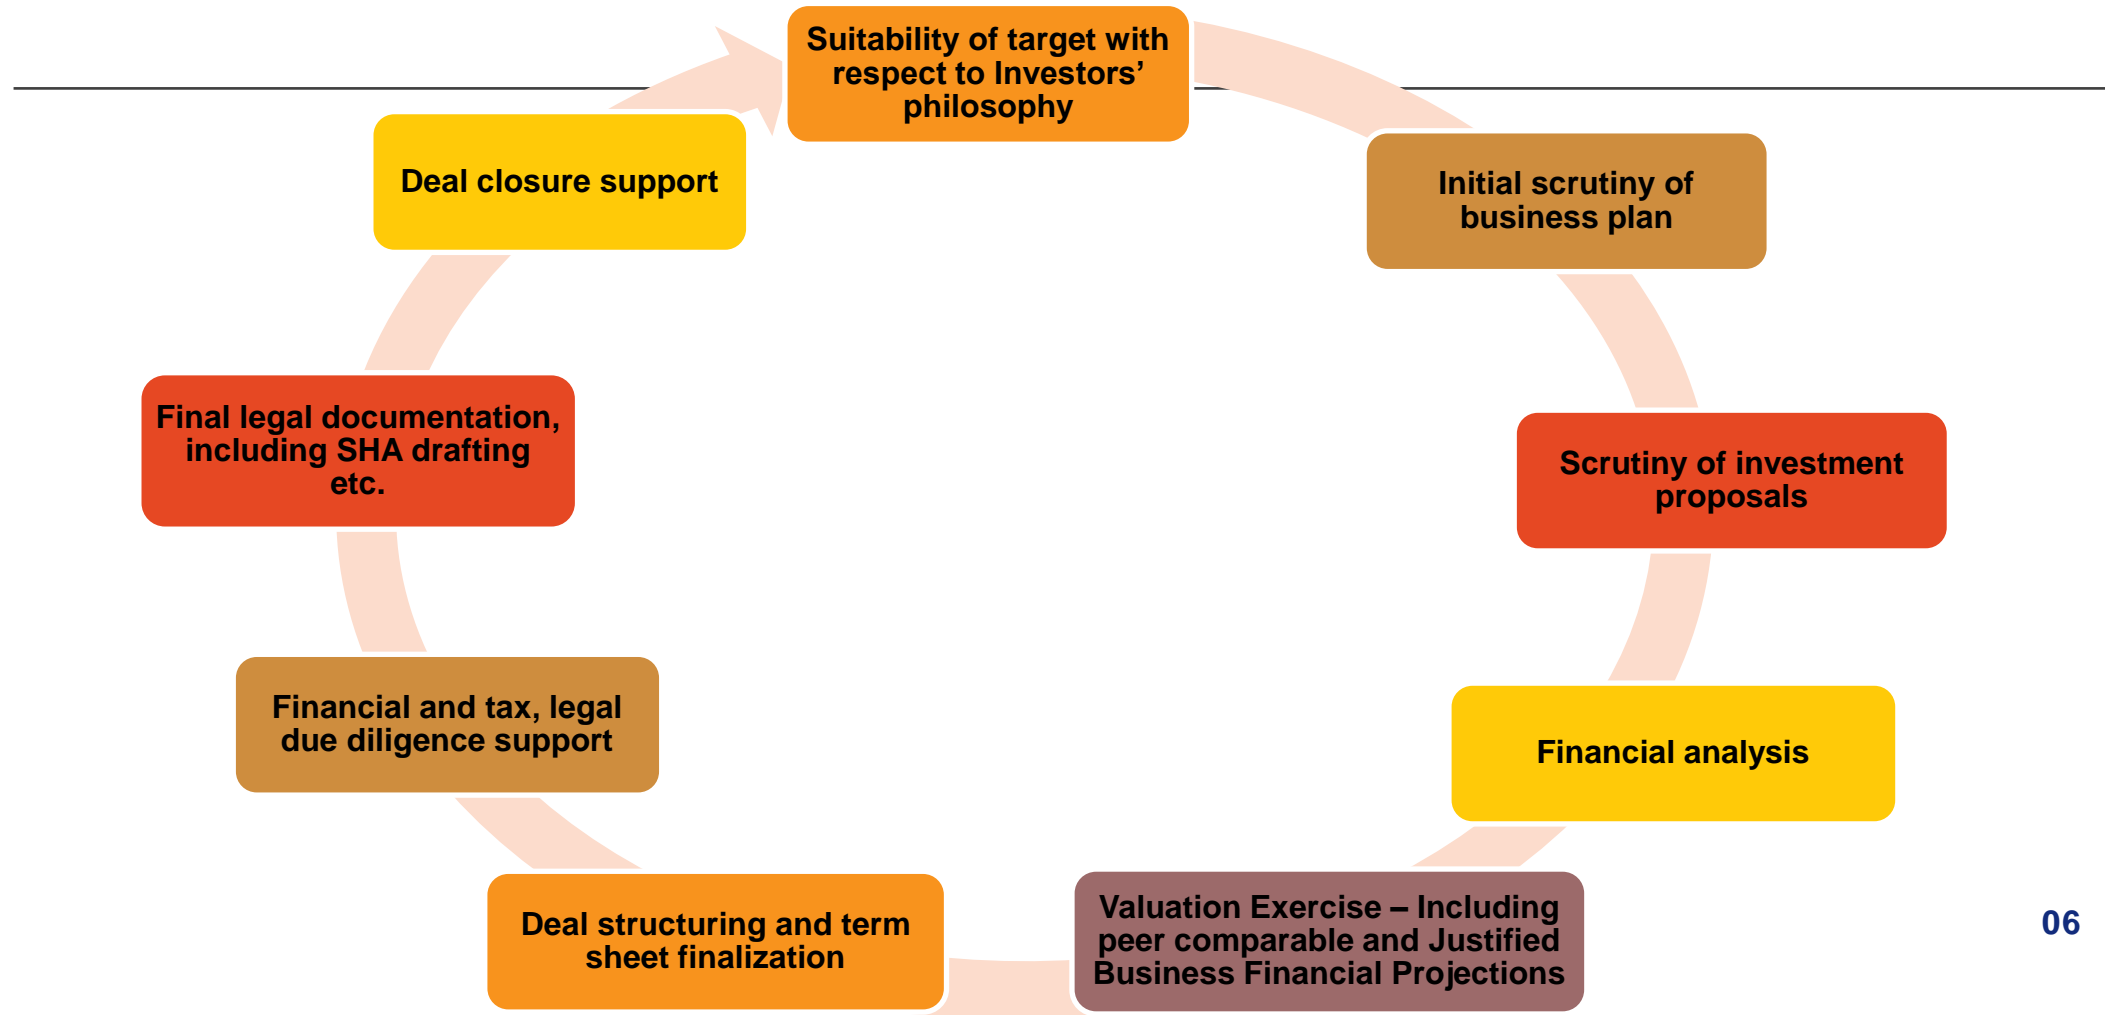 Suitability of target with
respect to Investors’
philosophy
Initial scrutiny of
business plan
Scrutiny of investment
proposals
Financial analysis
Valuation Exercise – Including
peer comparable and Justified
Business Financial Projections
Deal structuring and term
sheet finalization
Financial and tax, legal
due diligence support
Final legal documentation,
including SHA drafting
etc.
Deal closure support
06